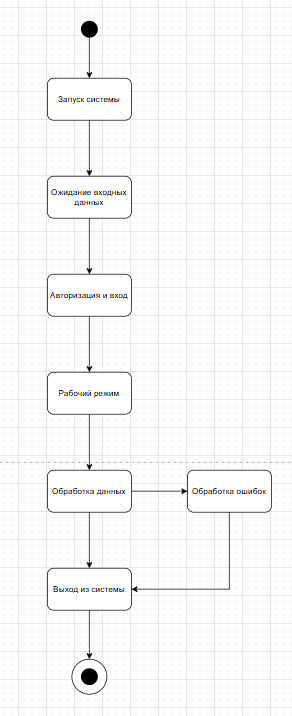 Запуск системы
Ожидание входных
данных
Авторизация и вход
Рабочий режим
Обработка данных
Обработка ошибок
Выход из системы